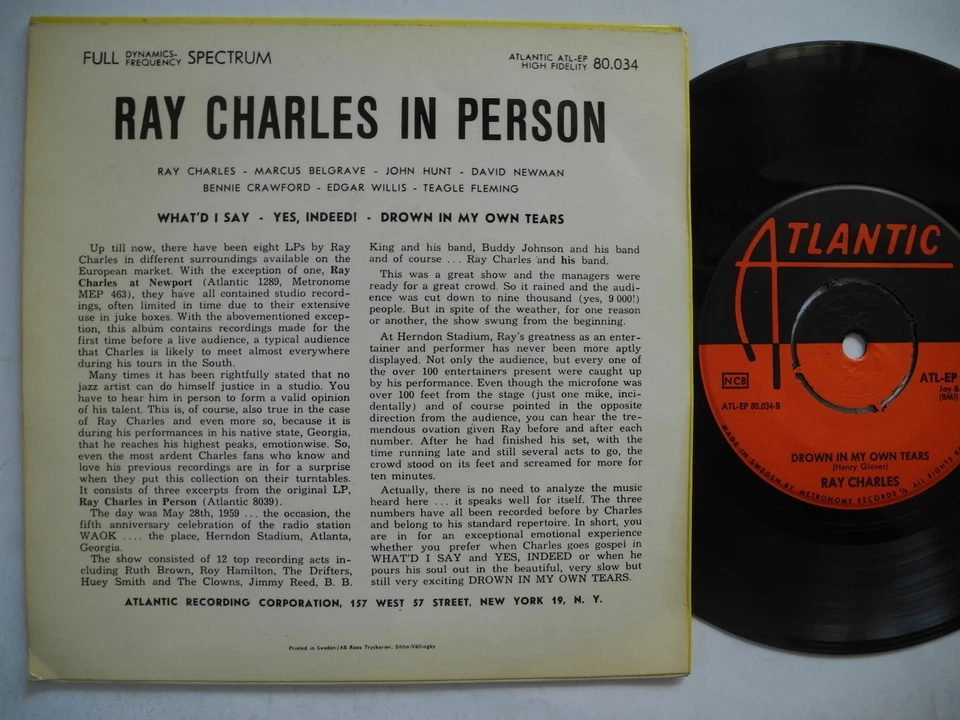 FULL DYNAMICS-FREQUENCY SPECTRUM
ATLANTIC ATL-EP
HIGH FIDELITY 80.034
RAY CHARLES IN PERSON
RAY CHARLES - MARCUS BELGRAVE - JOHN HUNT - DAVID NEWMAN
BENNIE CRAWFORD - EDGAR WILLIS - TEAGLE FLEMING
WHAT'D I SAY - YES, INDEED! - DROWN IN MY OWN TEARS
Up till now, there have been eight LPs by Ray
Charles in different surroundings available on the
European market. With the exception of one, Ray
Charles at Newport (Atlantic 1289, Metronome
MEP 463), they have all contained studio record-
ings, often limited in time due to their extensive
use in juke boxes. With the abovementioned excep-
tion, this album contains recordings made for the
first time before a live audience, a typical audience
that Charles is likely to meet almost everywhere
during his tours in the South.
Many times it has been rightfully stated that no
jazz artist can do himself justice in a studio. You
have to hear him in person to form a valid opinion
of his talent. This is, of course, also true in the case
of Ray Charles and even more so, because it is
during his performances in his native state, Georgia,
that he reaches his highest peaks, emotionwise. So,
even the most ardent Charles fans who know and
love his previous recordings are in for a surprise
when they put this collection on their turntables.
It consists of three excerpts from the original LP,
Ray Charles in Person (Atlantic 8039).
The day was May 28th, 1959 ... the occasion, the
fifth anniversary celebration of the radio station
WAOK .... the place, Herndon Stadium, Atlanta,
Georgia.
The show consisted of 12 top recording acts in-
cluding Ruth Brown, Roy Hamilton, The Drifters,
Huey Smith and The Clowns, Jimmy Reed, B. B.
King and his band, Buddy Johnson and his band
and of course ... Ray Charles and his band.
This was a great show and the managers were
ready for a great crowd. So it rained and the audi-
ence was cut down to nine thousand (yes, 9 000!)
people. But in spite of the weather, for one reason
or another, the show swung from the beginning.
At Herndon Stadium, Ray's greatness as an enter-
tainer and performer has never been more aptly
displayed. Not only the audience, but every one of
the over 100 entertainers present were caught up
by his performance. Even though the microfone was
over 100 feet from the stage (just one mike, inci-
dentally) and of course pointed in the opposite
direction from the audience, you can hear the tre-
mendous ovation given Ray before and after each
number. After he had finished his set, with the
time running late and still several acts to go, the
crowd stood on its feet and screamed for more for
ten minutes.
Actually, there is no need to analyze the music
heard here ... it speaks well for itself. The three
numbers have all been recorded before by Charles
and belong to his standard repertoire. In short, you
are in for an exceptional emotional experience
whether you prefer when Charles goes gospel in
WHAT'D I SAY and YES, INDEED or when he
pours his soul out in the beautiful, very slow but
still very exciting DROWN IN MY OWN TEARS.
ATLANTIC RECORDING CORPORATION, 157 WEST 57 STREET, NEW YORK 19, N. Y.
Printed in Sweden/AB Roos Tryckerier, Sthlm-Vällingby
ATLANTIC
NCB
ATL-EP
Jay &
(BMI)
ATL-EP 80.034-B
DROWN IN MY OWN TEARS
(Henry Glover)
RAY CHARLES
MADE IN SWEDEN BY METRONOME RECORDS A/B ALL RIGHTS